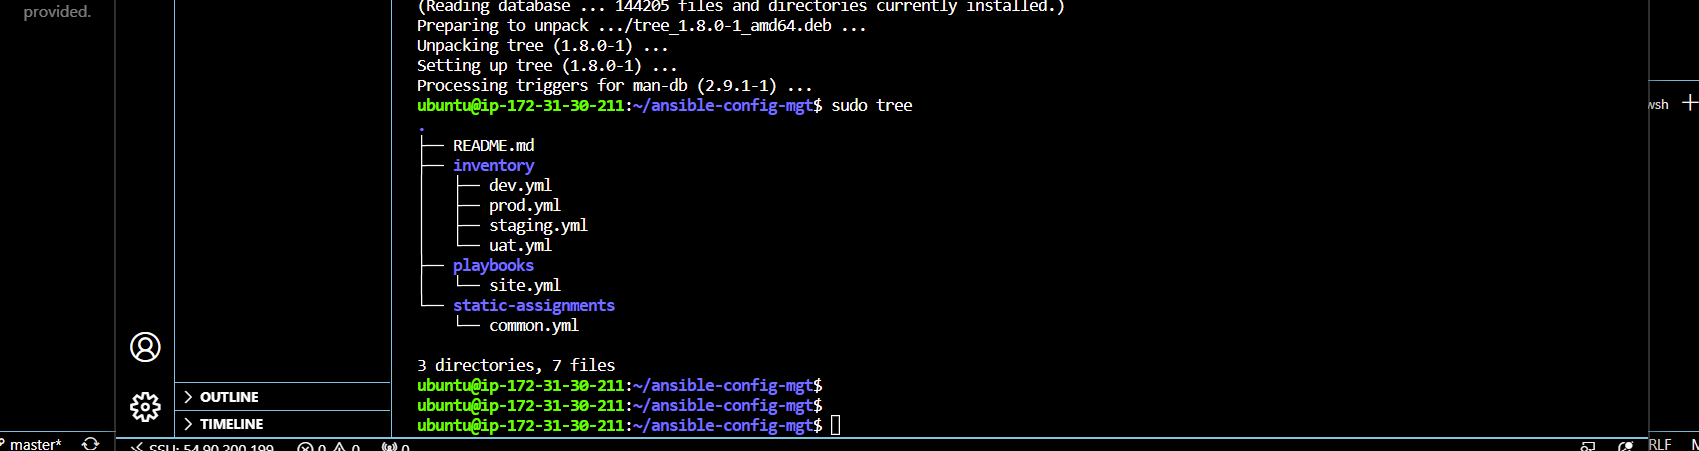 provided.
(Reading database ... 144205 files and directories currently installed.)
Preparing to unpack .../tree_1.8.0-1_amd64.deb ...
Unpacking tree (1.8.0-1) ...
Setting up tree (1.8.0-1) ...
Processing triggers for man-db (2.9.1-1) ...
ubuntu@ip-172-31-30-211:~/ansible-config-mgt$ sudo tree
.
├── README.md
├── inventory
│   ├── dev.yml
│   ├── prod.yml
│   ├── staging.yml
│   └── uat.yml
├── playbooks
│   └── site.yml
└── static-assignments
    └── common.yml
3 directories, 7 files
ubuntu@ip-172-31-30-211:~/ansible-config-mgt$
ubuntu@ip-172-31-30-211:~/ansible-config-mgt$
ubuntu@ip-172-31-30-211:~/ansible-config-mgt$
OUTLINE
TIMELINE
master*
SSH: 54.90.200.199
0 0 0